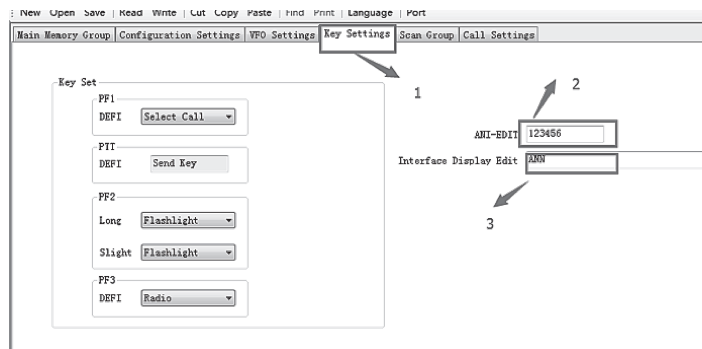 New Open Save | Read Write | Cut Copy Paste | Find Print | Language | Port
Main Memory Group Configuration Settings VFO Settings Key Settings Scan Group Call Settings
1
2
Key Set
PF1
DEFI Select Call
ANI-EDIT 123456
PTT
DEFI Send Key
Interface Display Edit ANN
3
PF2
Long Flashlight
Slight Flashlight
PF3
DEFI Radio